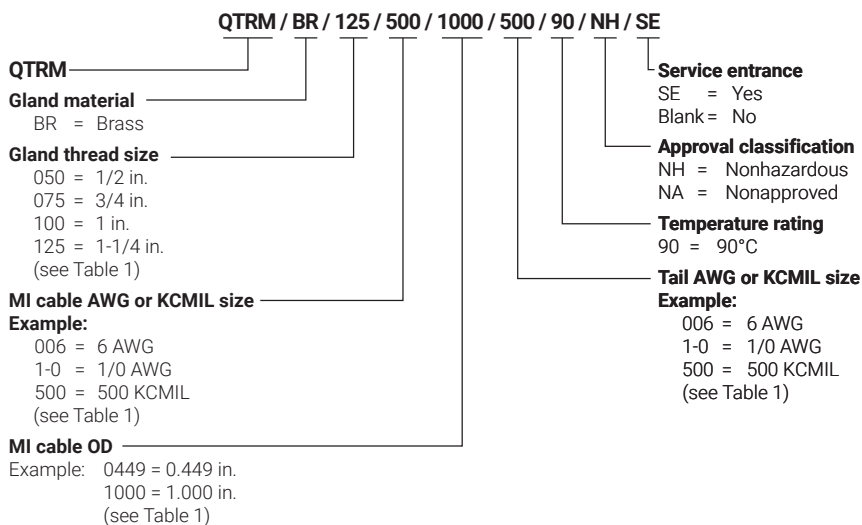 QTRM / BR / 125 / 500 / 1000 / 500 / 90 / NH / SE
QTRM
Gland material
BR = Brass
Gland thread size
050 = 1/2 in.
075 = 3/4 in.
100 = 1 in.
125 = 1-1/4 in.
(see Table 1)
MI cable AWG or KCMIL size
Example:
006 = 6 AWG
1-0 = 1/0 AWG
500 = 500 KCMIL
(see Table 1)
MI cable OD
Example: 0449 = 0.449 in.
1000 = 1.000 in.
(see Table 1)
Service entrance
SE = Yes
Blank = No
Approval classification
NH = Nonhazardous
NA = Nonapproved
Temperature rating
90 = 90°C
Tail AWG or KCMIL size
Example:
006 = 6 AWG
1-0 = 1/0 AWG
500 = 500 KCMIL
(see Table 1)